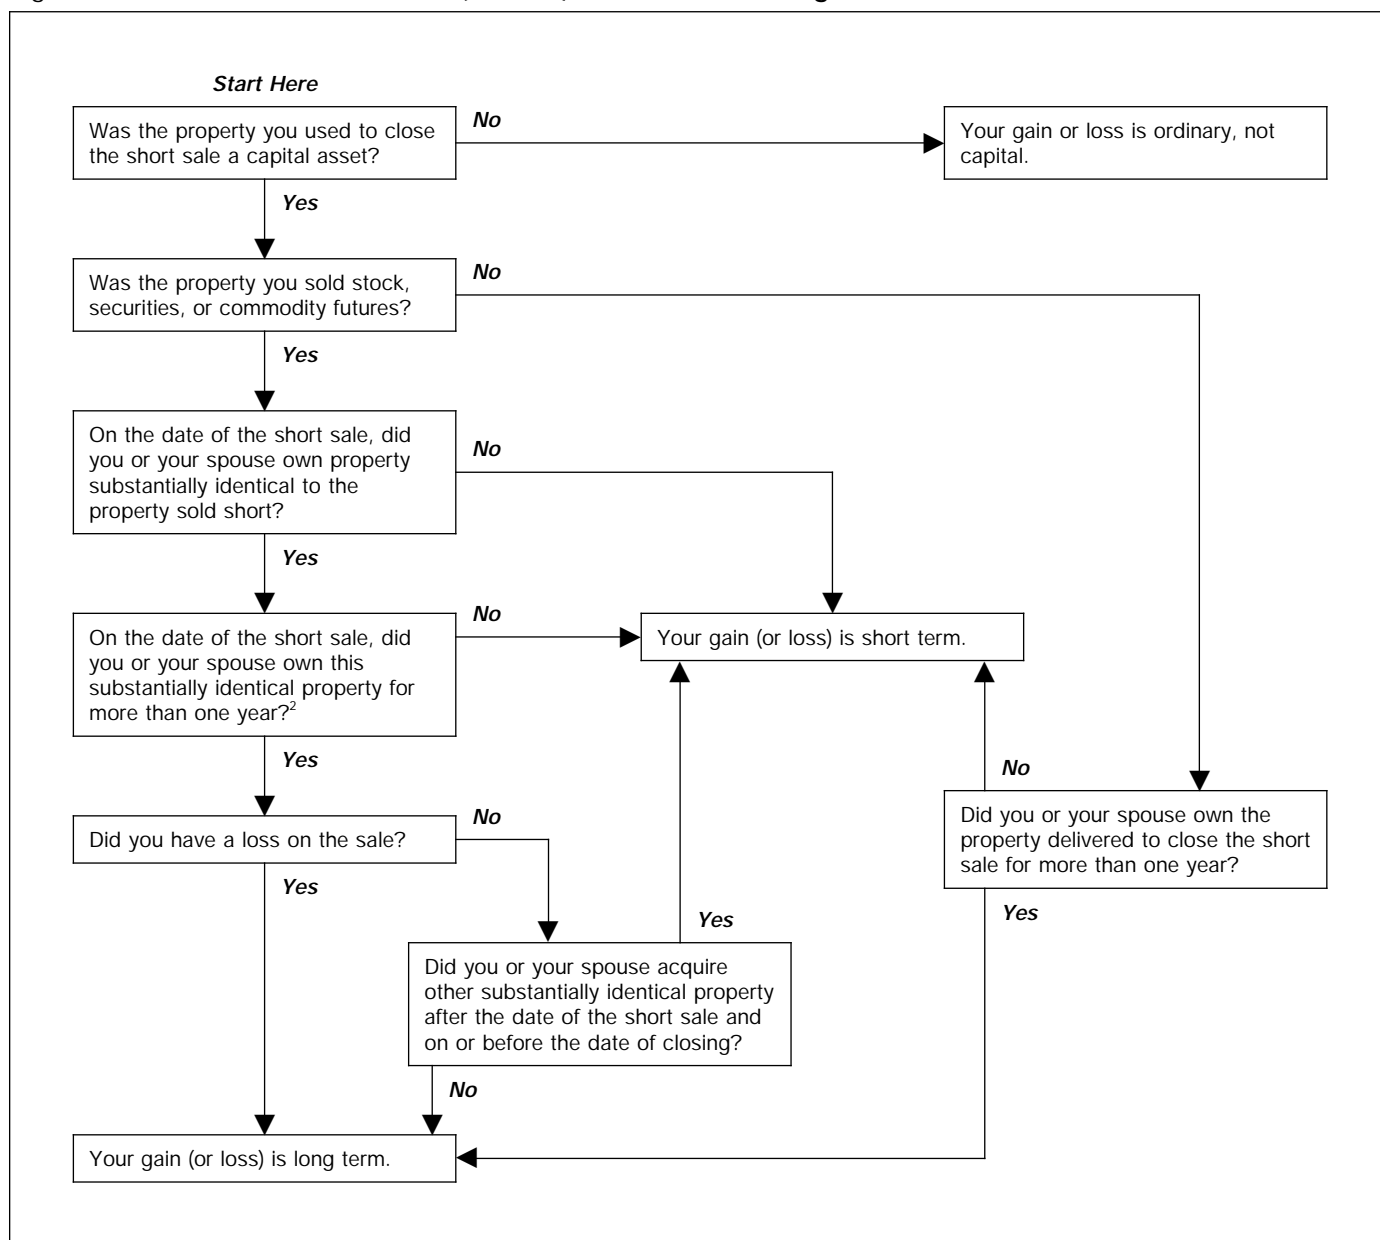 Start Here
Was the property you used to close
the short sale a capital asset?
No
Your gain or loss is ordinary, not
capital.
Yes
Was the property you sold stock,
securities, or commodity futures?
No
Yes
On the date of the short sale, did
you or your spouse own property
substantially identical to the
property sold short?
No
Yes
On the date of the short sale, did
you or your spouse own this
substantially identical property for
more than one year?²
No
Your gain (or loss) is short term.
Yes
Did you have a loss on the sale?
No
No
Did you or your spouse own the
property delivered to close the short
sale for more than one year?
Yes
Yes
Yes
Did you or your spouse acquire
other substantially identical property
after the date of the short sale and
on or before the date of closing?
No
Your gain (or loss) is long term.